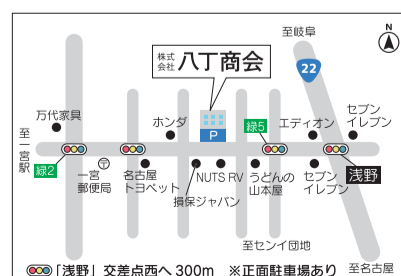 至岐阜
N
株式
会社 八丁商会
22
万代家具
ホンダ
P
緑5
エディオン
セブン
イレブン
至一宮駅
緑2
一宮
郵便局
名古屋
トヨペット
NUTS RV
うどんの
山本屋
セブン
イレブン
浅野
損保ジャパン
至センイ団地
至名古屋
「浅野」交差点西へ300m ※正面駐車場あり